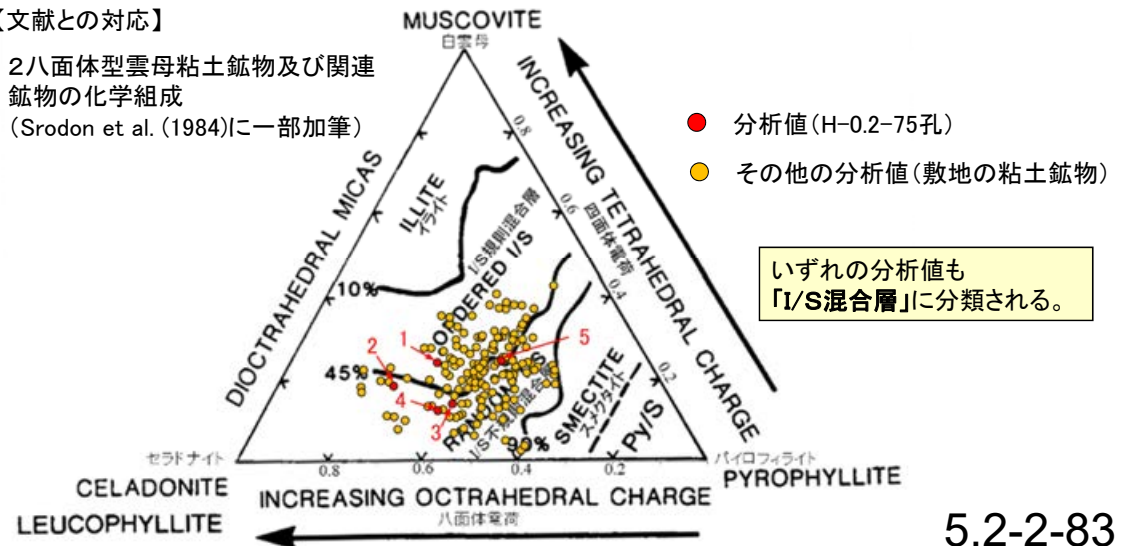 【文献との対応】
2八面体型雲母粘土鉱物及び関連
鉱物の化学組成
(Srodon et al. (1984)に一部加筆)
MUSCOVITE
白雲母
INCREASING TETRAHEDRAL CHARGE
四面体電荷
DIOCTRAHEDRAL MICAS
分析値(H-0.2-75孔)
その他の分析値(敷地の粘土鉱物)
いずれの分析値も
「I/S混合層」に分類される。
0.8
0.6
0.4
0.2
ILLITE
イライト
I/S規則混合層
ORDERED I/S
10%
45%
90%
1
2
3
4
5
I/S不規則混合層
SMECTITE
スメクタイト
Py/S
セラドナイト
CELADONITE
LEUCOPHYLLITE
0.8
0.6
0.4
0.2
パイロフィライト
PYROPHYLLITE
INCREASING OCTRAHEDRAL CHARGE
八面体電荷
5.2-2-83